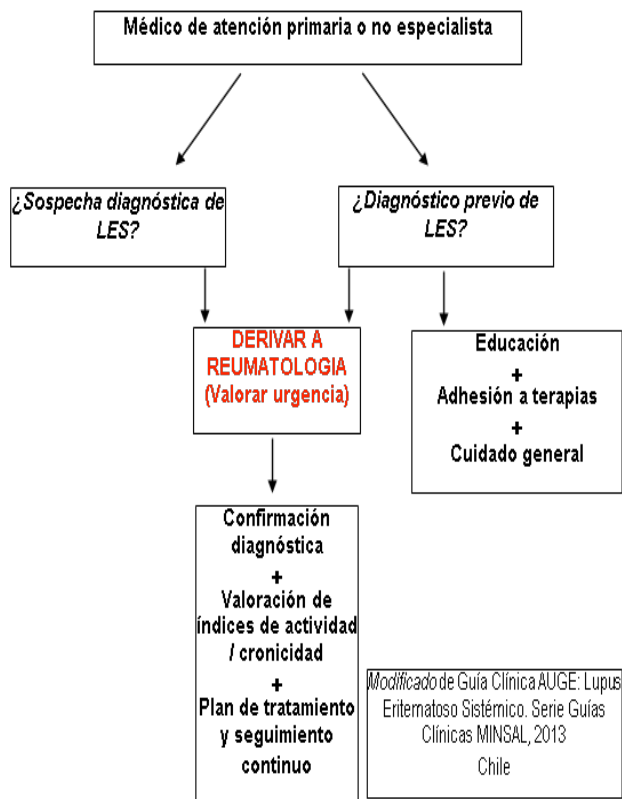 Médico de atención primaria o no especialista
¿Sospecha diagnóstica de
LES?
¿Diagnóstico previo de
LES?
DERIVAR A
REUMATOLOGIA
(Valorar urgencia)
Educación
+
Adhesión a terapias
+
Cuidado general
Confirmación
diagnóstica
+
Valoración de
índices de actividad
/ cronicidad
+
Plan de tratamiento
y seguimiento
continuo
Modificado de Guía Clínica AUGE: Lupus
Eritematoso Sistémico. Serie Guías
Clínicas MINSAL, 2013
Chile